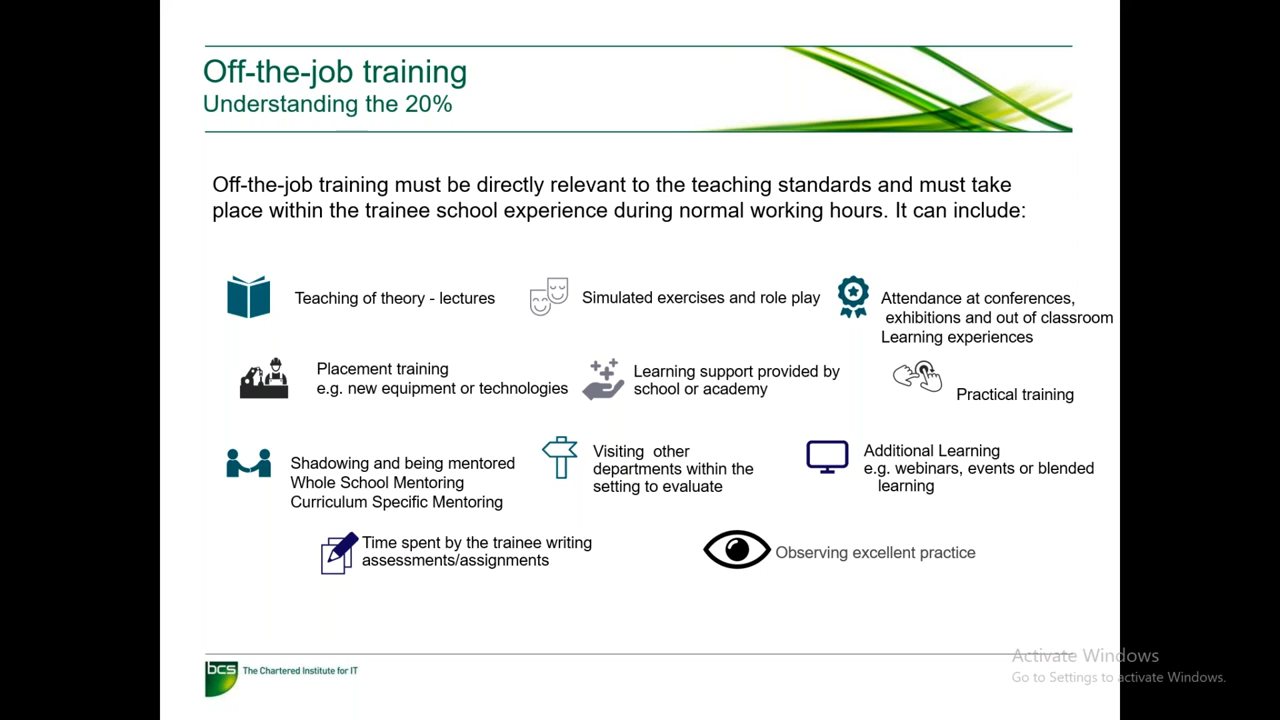 Off-the-job training
Understanding the 20%
Off-the-job training must be directly relevant to the teaching standards and must take
place within the trainee school experience during normal working hours. It can include:
Teaching of theory - lectures
Simulated exercises and role play
Attendance at conferences,
exhibitions and out of classroom
Learning experiences
Placement training
e.g. new equipment or technologies
Learning support provided by
school or academy
Practical training
Shadowing and being mentored
Whole School Mentoring
Curriculum Specific Mentoring
Visiting other
departments within the
setting to evaluate
Additional Learning
e.g. webinars, events or blended
learning
Time spent by the trainee writing
assessments/assignments
Observing excellent practice
bcs The Chartered Institute for IT
Activate Windows
Go to Settings to activate Windows.